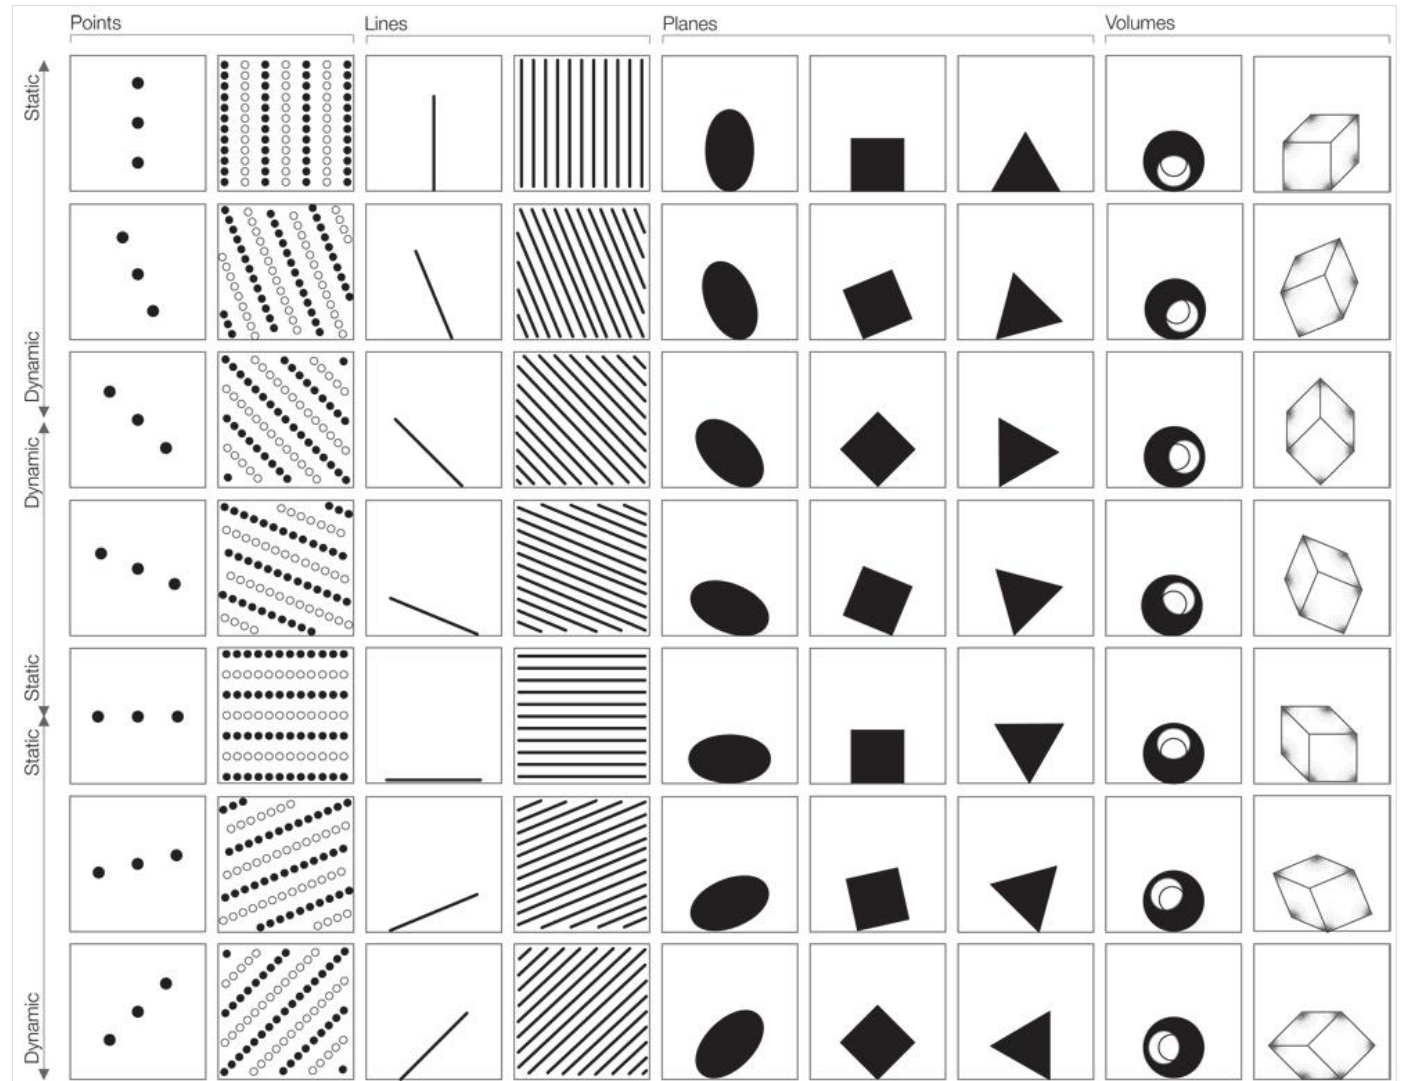 Points
Lines
Planes
Volumes
Static
Dynamic
Dynamic
Static
Static
Dynamic